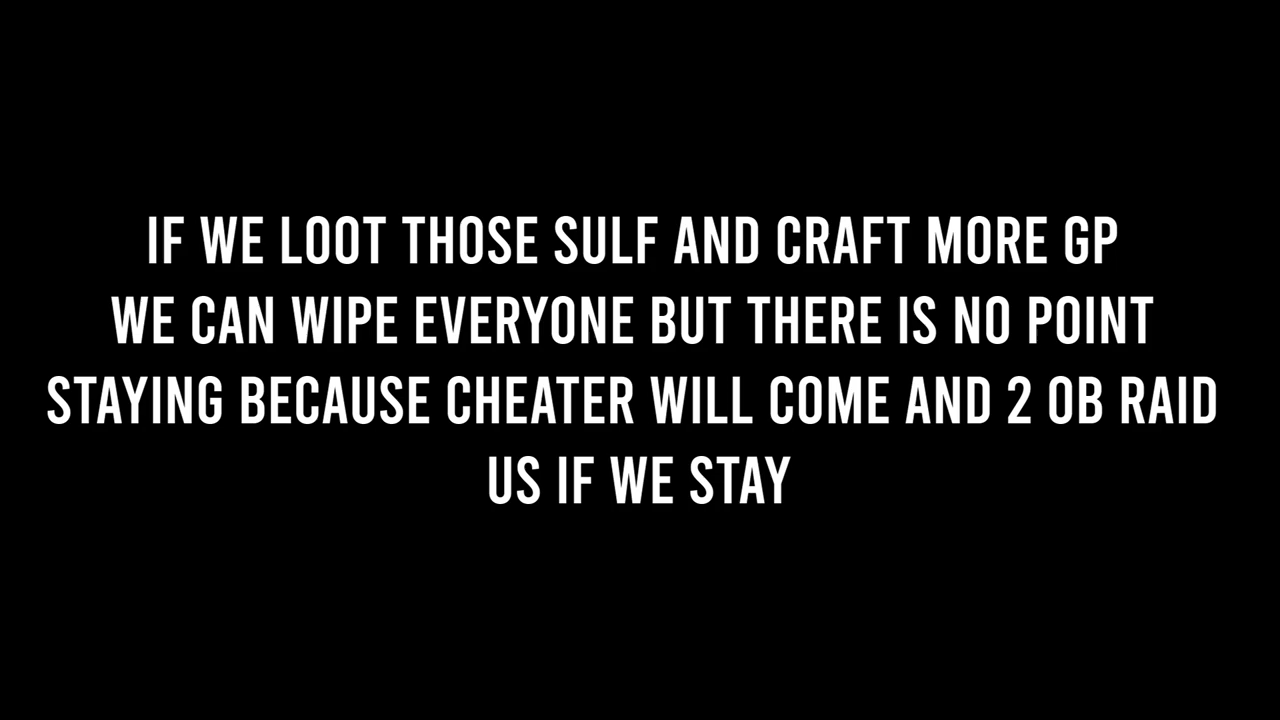 IF WE LOOT THOSE SULF AND CRAFT MORE GP
WE CAN WIPE EVERYONE BUT THERE IS NO POINT
STAYING BECAUSE CHEATER WILL COME AND 2 OB RAID
US IF WE STAY